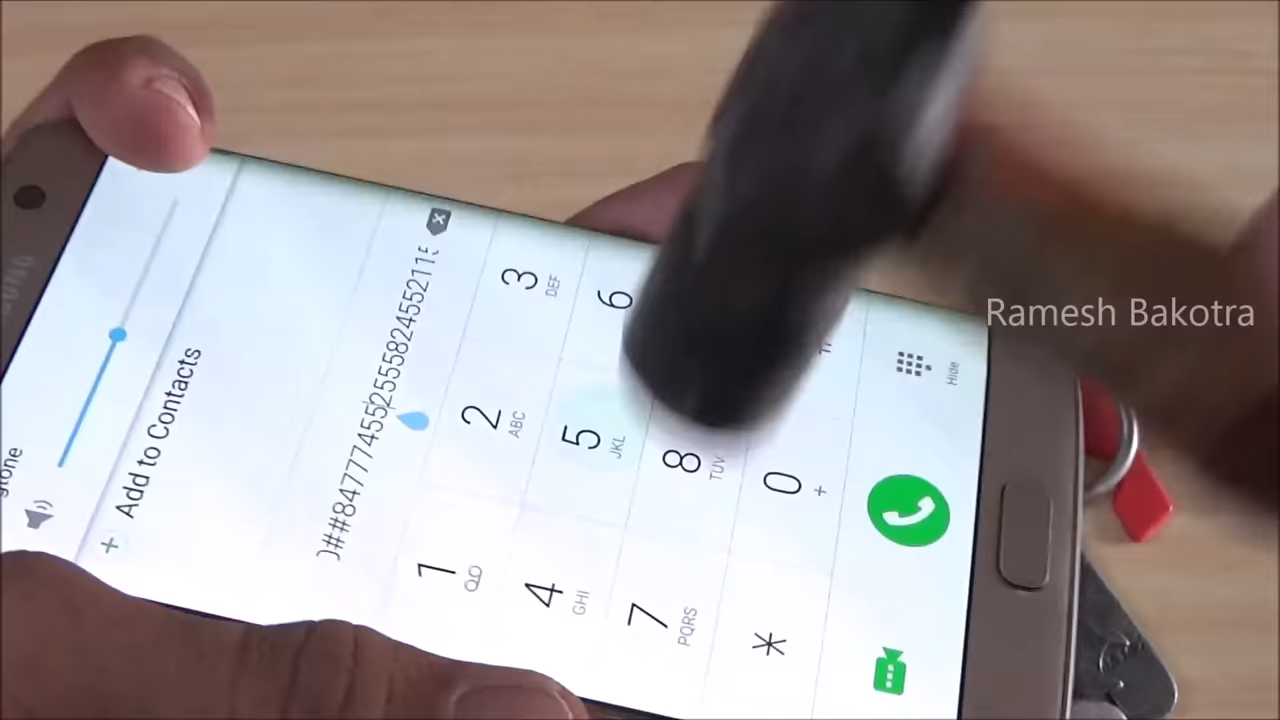 Add to Contacts
)##84777745525555824552115
1
2 ABC
3 DEF
4 GHI
5 JKL
6
7 PQRS
8 TUV
*
0 +
Hide
Ramesh Bakotra